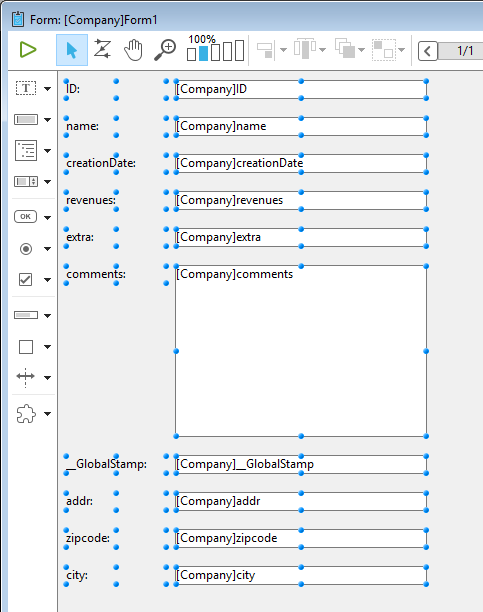 Form: [Company]Form1
100%
1/1
T
OK
ID: [Company]ID
name: [Company]name
creationDate: [Company]creationDate
revenues: [Company]revenues
extra: [Company]extra
comments: [Company]comments
__GlobalStamp: [Company]__GlobalStamp
addr: [Company]addr
zipcode: [Company]zipcode
city: [Company]city